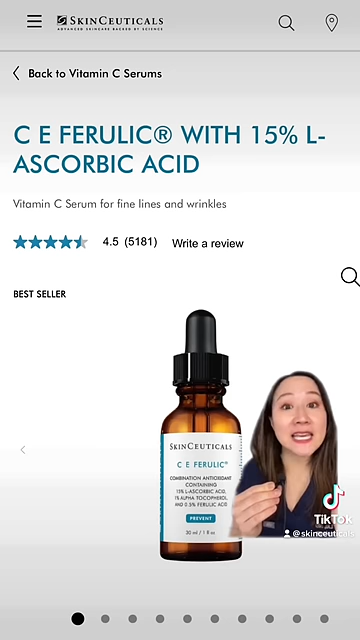 SKINCEUTICALS
ADVANCED SKINCARE BACKED BY SCIENCE
Back to Vitamin C Serums
C E FERULIC® WITH 15% L-
ASCORBIC ACID
Vitamin C Serum for fine lines and wrinkles
4.5 (5181) Write a review
BEST SELLER
SKINCEUTICALS
C E FERULIC®
COMBINATION ANTIOXIDANT
CONTAINING
15% L-ASCORBIC ACID,
1% ALPHA TOCOPHEROL
AND 0.5% FERULIC ACID
PREVENT
30 ml / 1 fl oz
TikTok
@skinceuticals